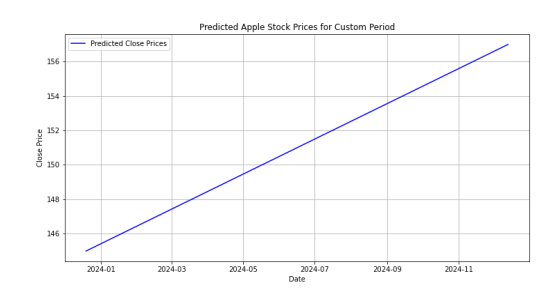 Predicted Apple Stock Prices for Custom Period
Predicted Close Prices
156
154
152
150
148
146
Close Price
2024-01 2024-03 2024-05 2024-07 2024-09 2024-11
Date